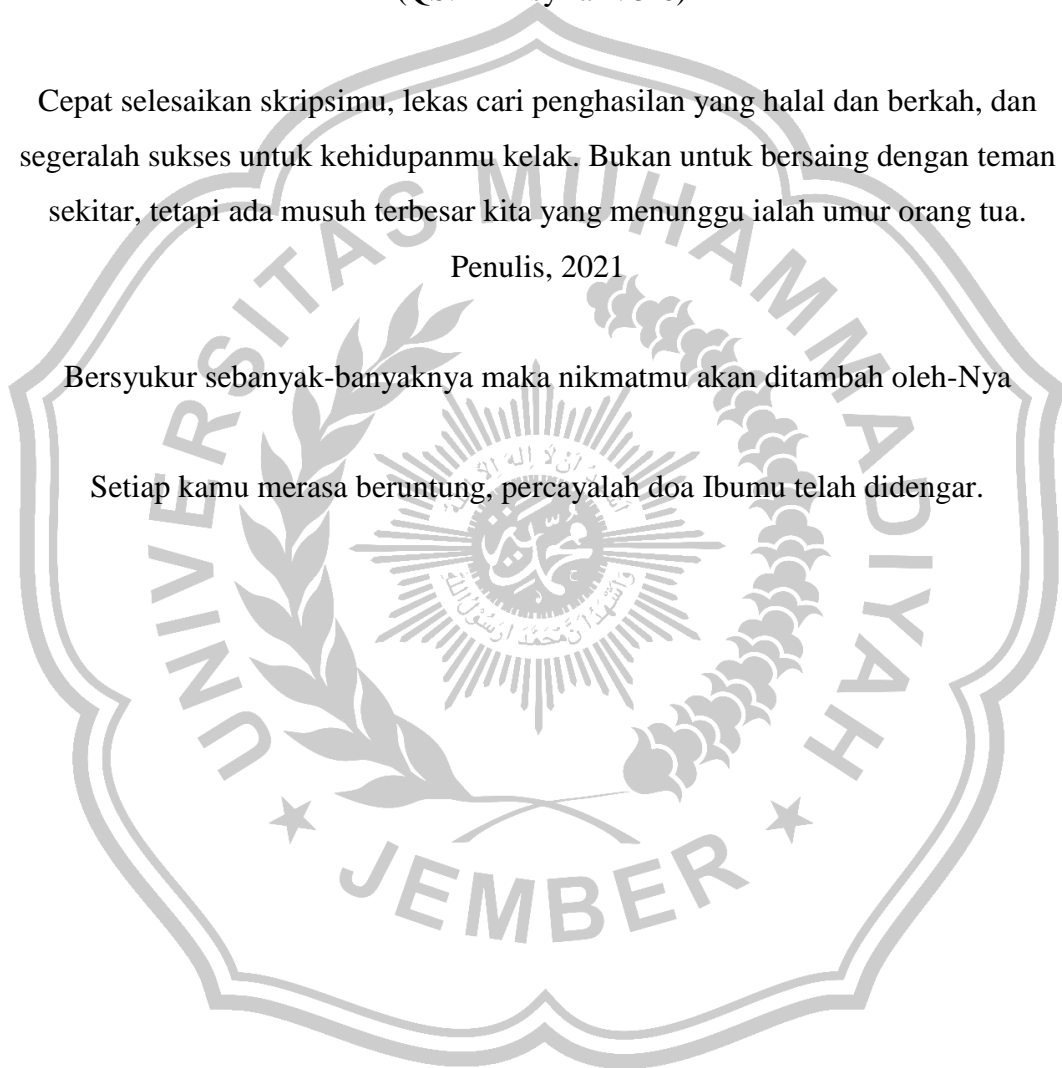 Cepat selesaikan skripsimu, lekas cari penghasilan yang halal dan berkah, dan
segeralah sukses untuk kehidupanmu kelak. Bukan untuk bersaing dengan teman
sekitar, tetapi ada musuh terbesar kita yang menunggu ialah umur orang tua.
Penulis, 2021
Bersyukur sebanyak-banyaknya maka nikmatmu akan ditambah oleh-Nya
Setiap kamu merasa beruntung, percayalah doa Ibumu telah didengar.
UNIVERSITAS MUHAMMADIYAH
JEMBER